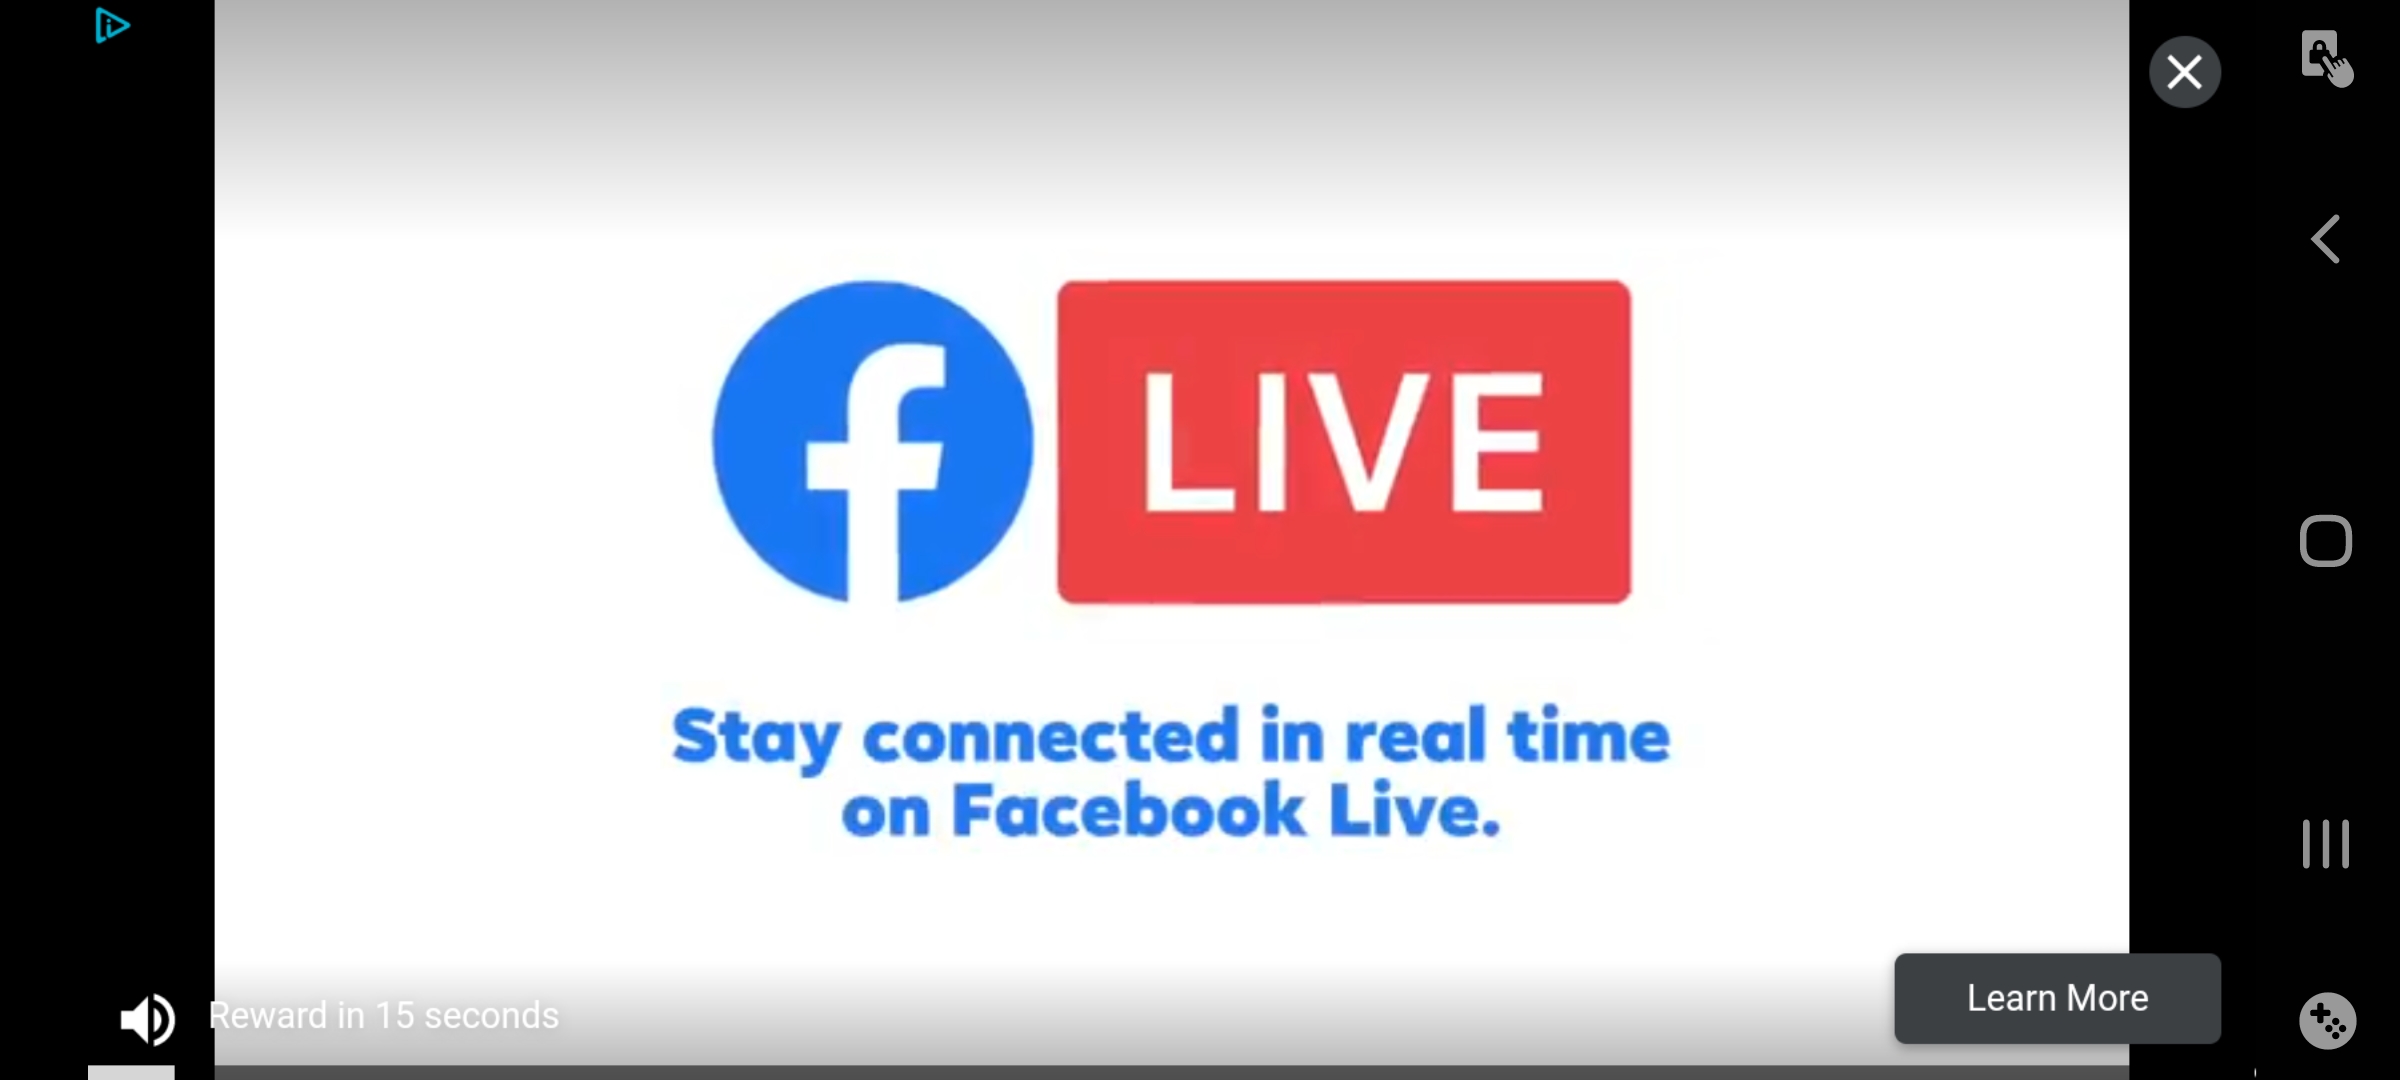 LIVE
Stay connected in real time
on Facebook Live.
Reward in 15 seconds
Learn More